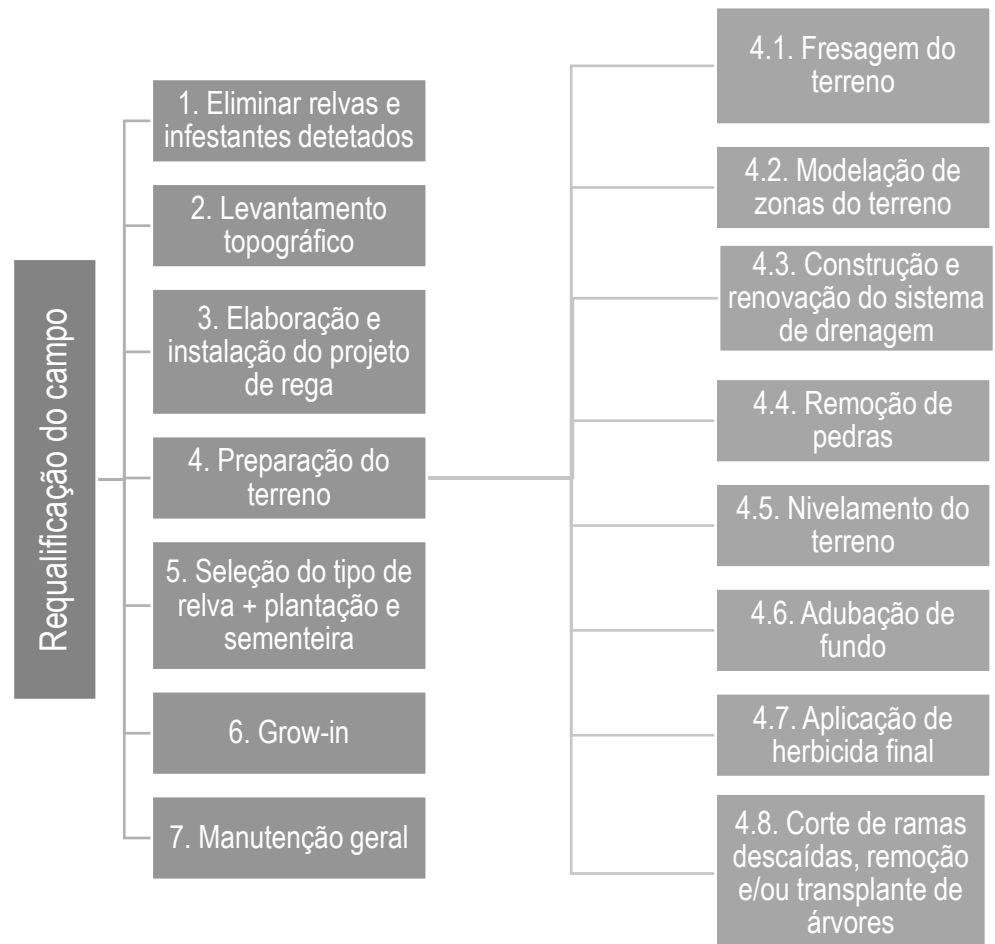 Requalificação do campo
1. Eliminar relvas e
infestantes detetados
2. Levantamento
topográfico
3. Elaboração e
instalação do projeto
de rega
4. Preparação do
terreno
5. Seleção do tipo de
relva + plantação e
sementeira
6. Grow-in
7. Manutenção geral
4.1. Fresagem do
terreno
4.2. Modelação de
zonas do terreno
4.3. Construção e
renovação do sistema
de drenagem
4.4. Remoção de
pedras
4.5. Nivelamento do
terreno
4.6. Adubação de
fundo
4.7. Aplicação de
herbicida final
4.8. Corte de ramas
descaídas, remoção
e/ou transplante de
árvores